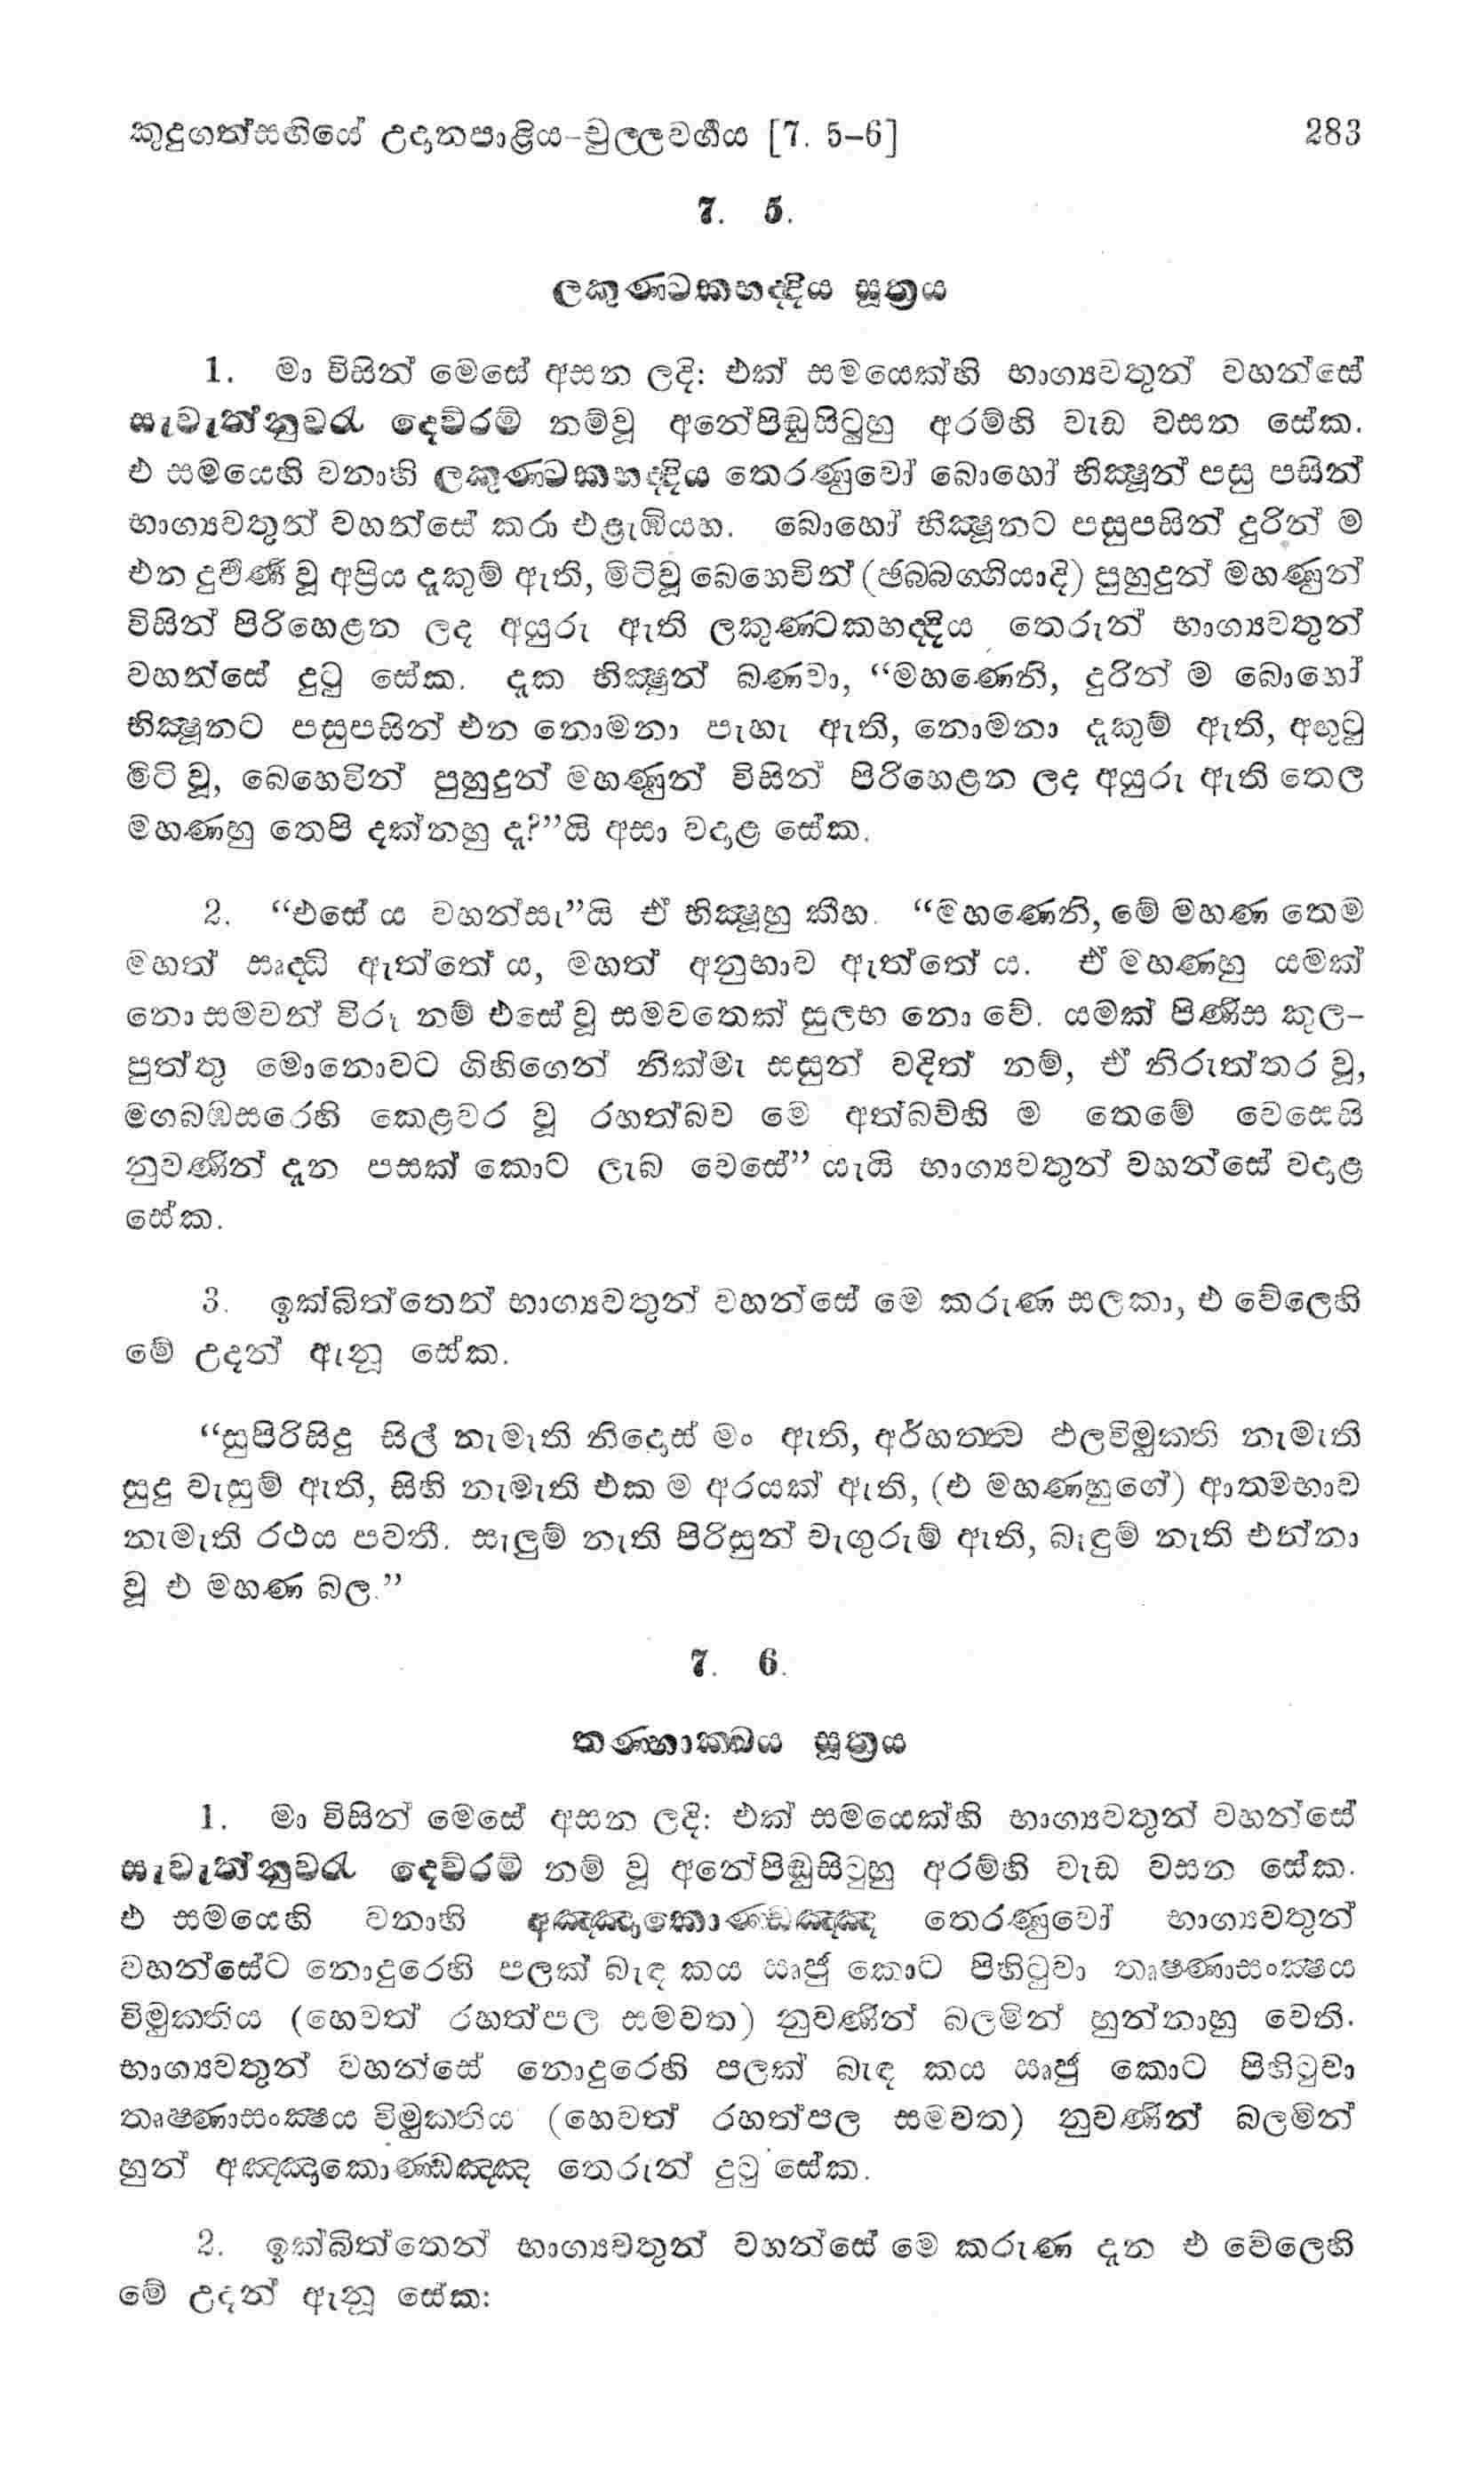 කුදුගත්සඟියේ උදානපාළිය-චුල්ලවර්ගය [7. 5-6] 283
7. 5.
ලකුණ්ටකභද්දිය සූත්‍රය
1. මා විසින් මෙසේ අසන ලදි: එක් සමයෙක්හි භාග්‍යවතුන් වහන්සේ
සැවැත්නුවර දෙව්රම් නම්වූ අනේපිඬුසිටුහු අරම්හි වැඩ වසන සේක.
එ සමයෙහි වනාහි ලකුණ්ටකභද්දිය තෙරණුවෝ බොහෝ භික්‍ෂූන් පසු පසින්
භාග්‍යවතුන් වහන්සේ කරා එළැඹියහ. බොහෝ භික්‍ෂූනට පසුපසින් දුරින් ම
එන දුර්වර්ණ වූ අප්‍රිය දැකුම් ඇති, මිටිවූ බෙහෙවින් (ඡබ්බග්ගියාදි) පුහුදුන් මහණුන්
විසින් පිරිහෙළන ලද අයුරු ඇති ලකුණ්ටකභද්දිය තෙරුන් භාග්‍යවතුන්
වහන්සේ දුටු සේක. දැක භික්‍ෂූන් බණවා, “මහණෙනි, දුරින් ම බොහෝ
භික්‍ෂූනට පසුපසින් එන නොමනා පැහැ ඇති, නොමනා දැකුම් ඇති, අඟුටු
මිටි වූ, බෙහෙවින් පුහුදුන් මහණුන් විසින් පිරිහෙළන ලද අයුරු ඇති තෙල
මහණහු තෙපි දක්නහු ද?”යි අසා වදාළ සේක.
2. “එසේ ය වහන්සැ”යි ඒ භික්‍ෂූහු කීහ. “මහණෙනි, මේ මහණ තෙම
මහත් ඍද්ධි ඇත්තේ ය, මහත් අනුභාව ඇත්තේ ය. ඒ මහණහු යමක්
නො සමවන් විරූ නම් එසේ වූ සමවතෙක් සුලභ නො වේ. යමක් පිණිස කුල-
පුත්තු මොනොවට ගිහිගෙන් නික්මැ සසුන් වදිත් නම්, ඒ නිරුත්තර වූ,
මගබඹසරෙහි කෙළවර වූ රහත්බව මෙ අත්බව්හි ම තෙමේ වෙසෙසි
නුවණින් දැන පසක් කොට ලැබ වෙසේ” යැයි භාග්‍යවතුන් වහන්සේ වදාළ
සේක.
3. ඉක්බිත්තෙන් භාග්‍යවතුන් වහන්සේ මෙ කරුණ සලකා, එ වේලෙහි
මේ උදන් ඇනූ සේක.
“සුපිරිසිදු සිල් නැමැති නිදොස් මං ඇති, අර්හත්ත්‍ව ඵලවිමුක්ති නැමැති
සුදු වැසුම් ඇති, සිහි නැමැති එක ම අරයක් ඇති, (එ මහණහුගේ) ආත්මභාව
නැමැති රථය පවතී. සැලුම් නැති පිරිසුන් වැගුරුම් ඇති, බැඳුම් නැති එන්නා
වූ එ මහණ බල.”
7. 6.
තණ්හාක්ඛය සූත්‍රය
1. මා විසින් මෙසේ අසන ලදි: එක් සමයෙක්හි භාග්‍යවතුන් වහන්සේ
සැවැත්නුවර දෙව්රම් නම් වූ අනේපිඬුසිටුහු අරම්හි වැඩ වසන සේක.
එ සමයෙහි වනාහි අඤ්ඤාකොණ්ඩඤ්ඤ තෙරණුවෝ භාග්‍යවතුන්
වහන්සේට නොදුරෙහි පලක් බැඳ කය ඍජු කොට පිහිටුවා තෘෂ්ණාසංක්‍ෂය
විමුක්තිය (හෙවත් රහත්පල සමවත) නුවණින් බලමින් හුන්නාහු වෙති.
භාග්‍යවතුන් වහන්සේ නොදුරෙහි පලක් බැඳ කය ඍජු කොට පිහිටුවා
තෘෂ්ණාසංක්‍ෂය විමුක්තිය (හෙවත් රහත්පල සමවත) නුවණින් බලමින්
හුන් අඤ්ඤාකොණ්ඩඤ්ඤ තෙරුන් දුටු සේක.
2. ඉක්බිත්තෙන් භාග්‍යවතුන් වහන්සේ මෙ කරුණ දැන එ වේලෙහි
මේ උදන් ඇනූ සේක: